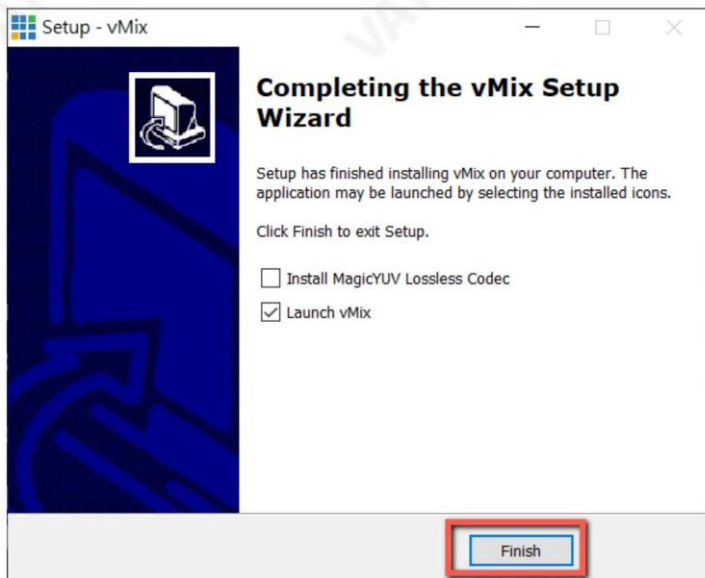 Setup - vMix
Completing the vMix Setup
Wizard
Setup has finished installing vMix on your computer. The
application may be launched by selecting the installed icons.
Click Finish to exit Setup.
Install MagicYUV Lossless Codec
Launch vMix
Finish